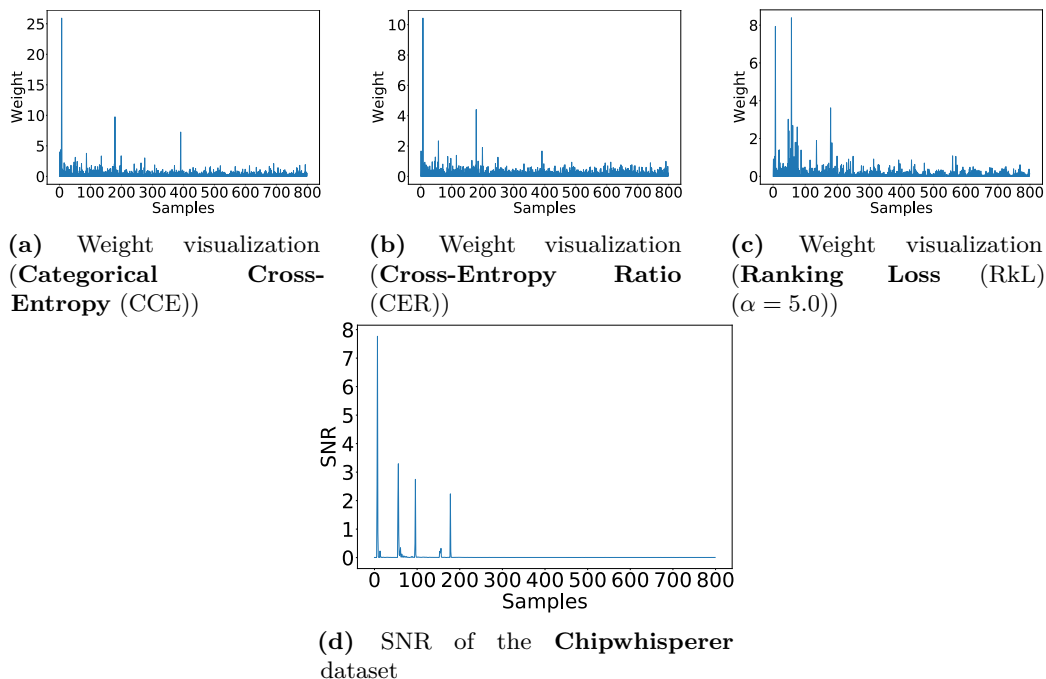 25
20
15
10
5
0
Weight
0 100 200 300 400 500 600 700 800
Samples
(a) Weight visualization
(Categorical Cross-
Entropy (CCE))
10
8
6
4
2
0
Weight
0 100 200 300 400 500 600 700 800
Samples
(b) Weight visualization
(Cross-Entropy Ratio
(CER))
8
6
4
2
0
Weight
0 100 200 300 400 500 600 700 800
Samples
(c) Weight visualization
(Ranking Loss (RkL)
(α = 5.0))
8
7
6
5
4
3
2
1
0
SNR
0 100 200 300 400 500 600 700 800
Samples
(d) SNR of the Chipwhisperer
dataset